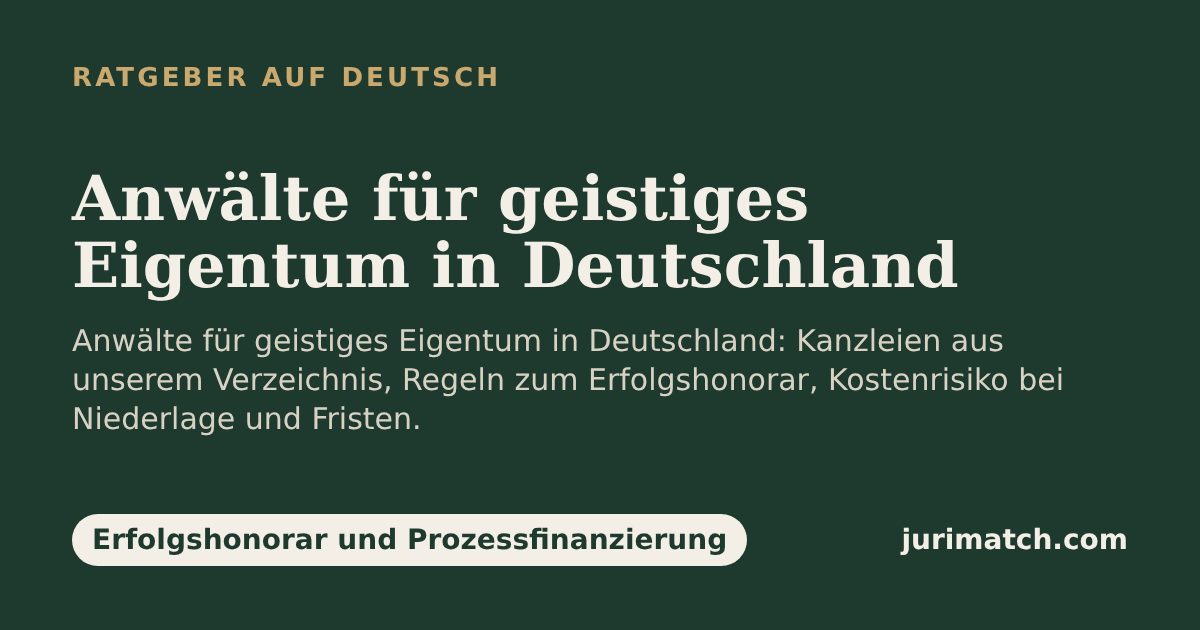 RATGEBER AUF DEUTSCH
Anwälte für geistiges
Eigentum in Deutschland
Anwälte für geistiges Eigentum in Deutschland: Kanzleien aus
unserem Verzeichnis, Regeln zum Erfolgshonorar, Kostenrisiko bei
Niederlage und Fristen.
Erfolgshonorar und Prozessfinanzierung
jurimatch.com